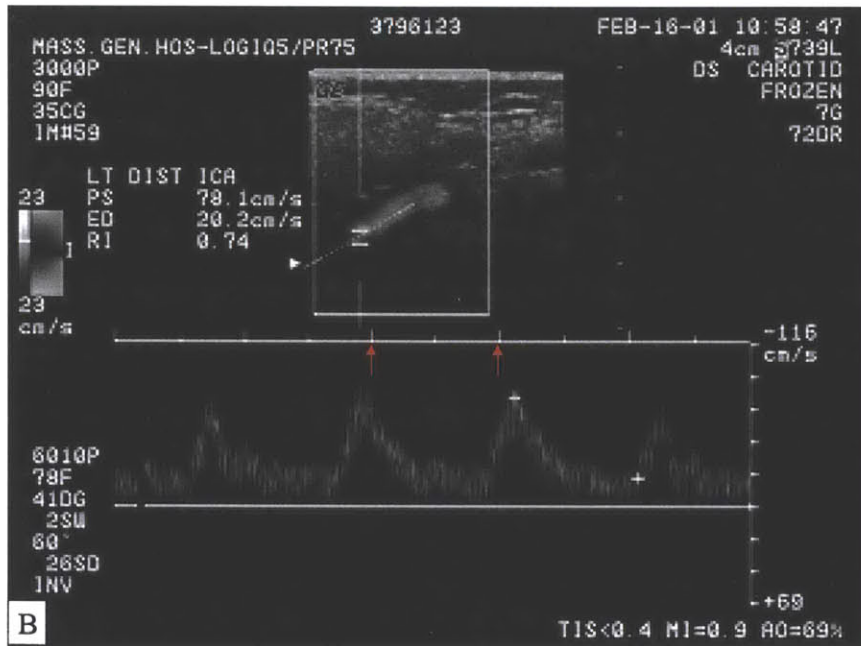 3796123
FEB-16-01 10:58:47
MASS.GEN.HOS-LOGIQ5/PR75
4cm 739L
3000P
DS CAROTID
90F
FROZEN
35CG
7G
IM#59
72DR
LT DIST ICA
PS 78.1cm/s
ED 20.2cm/s
RI 0.74
23
I
23
cm/s
-116
cm/s
6010P
78F
41DG
2SW
60°
26SD
INV
+69
B
TIS<0.4 MI=0.9 AO=69%